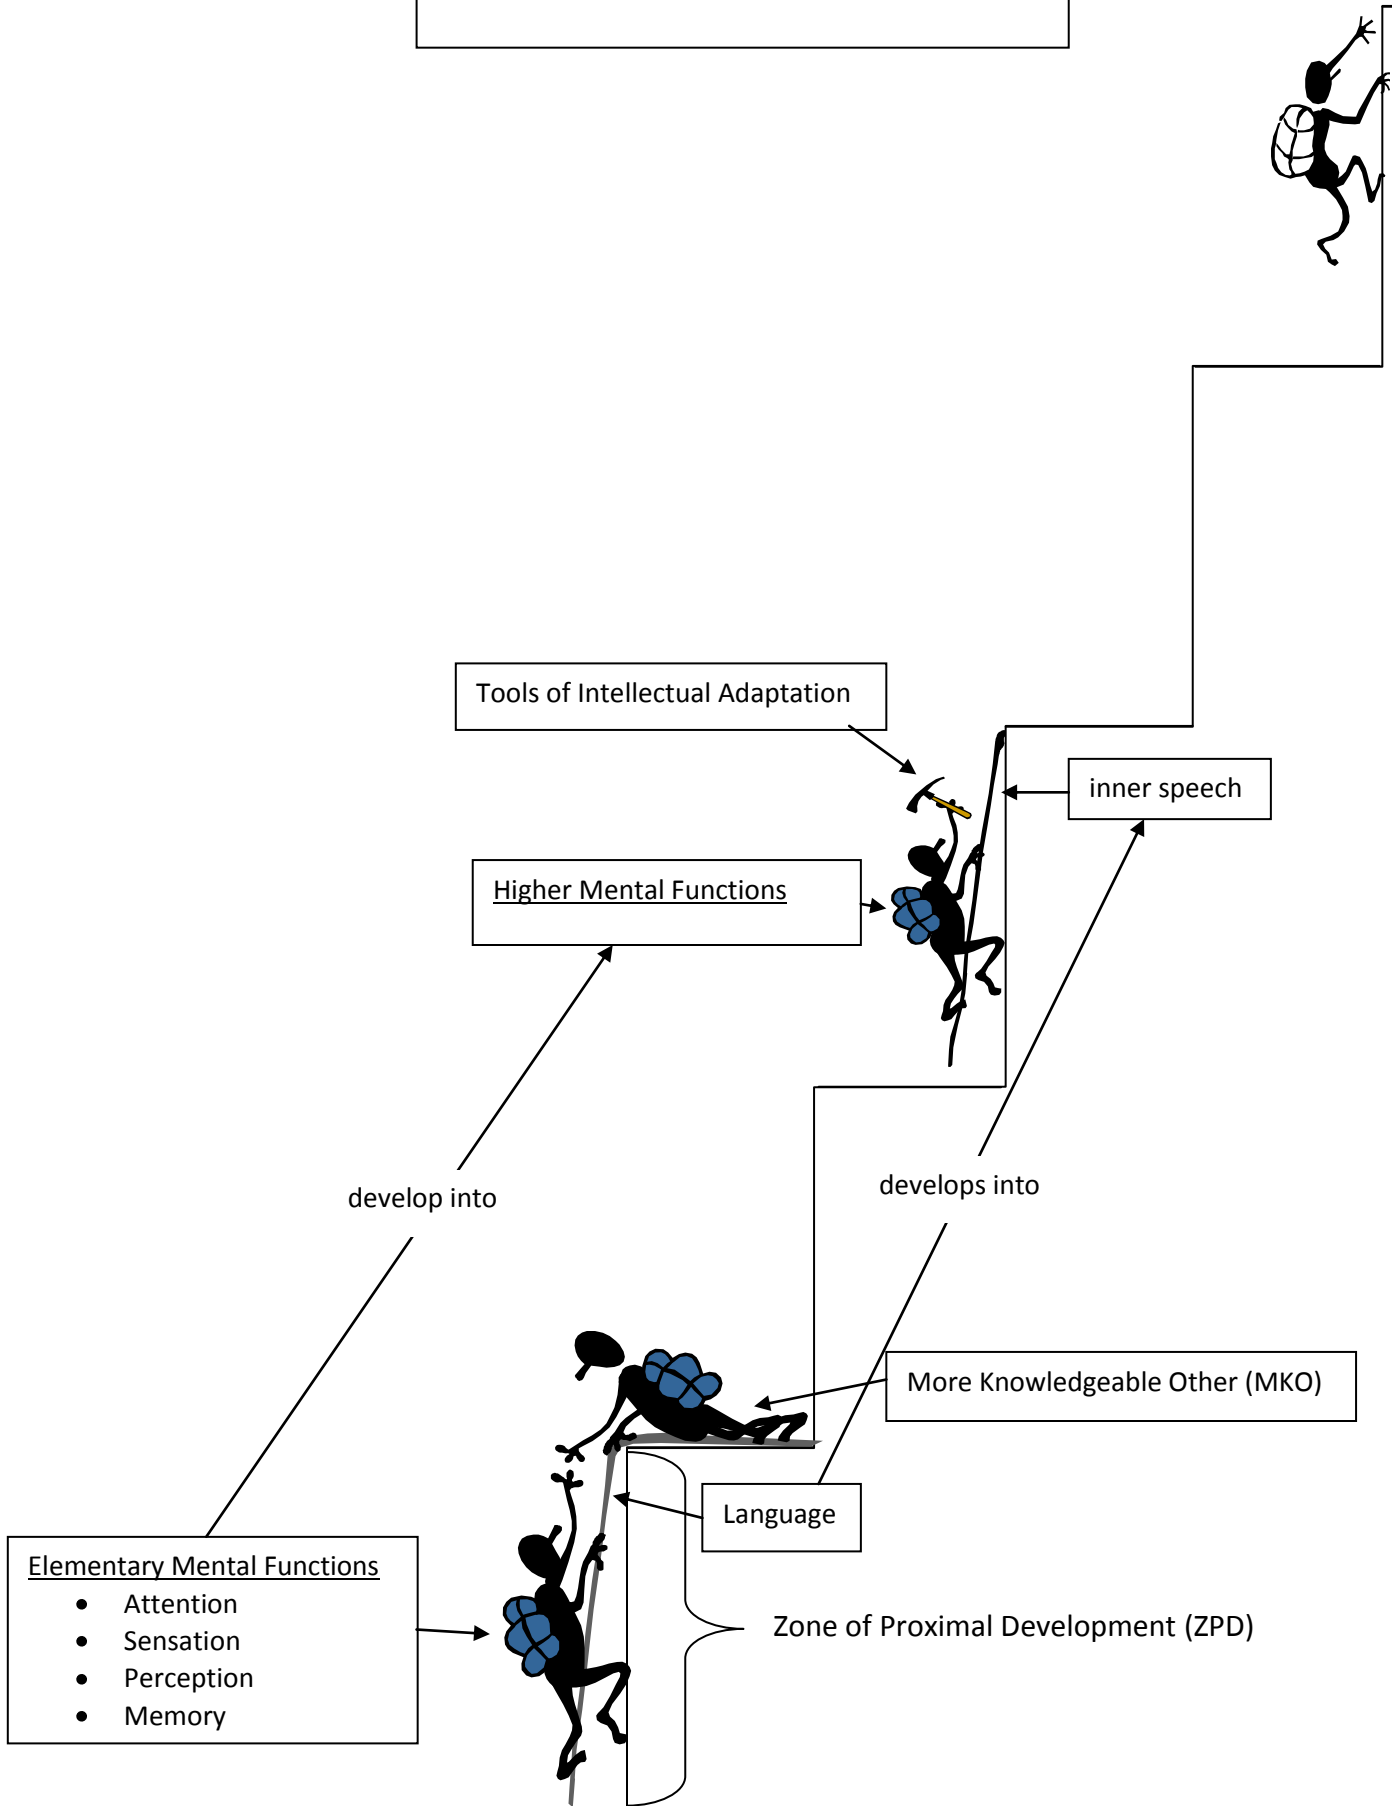 Tools of Intellectual Adaptation
inner speech
Higher Mental Functions
develop into
develops into
More Knowledgeable Other (MKO)
Language
Elementary Mental Functions
• Attention
• Sensation
• Perception
• Memory
Zone of Proximal Development (ZPD)